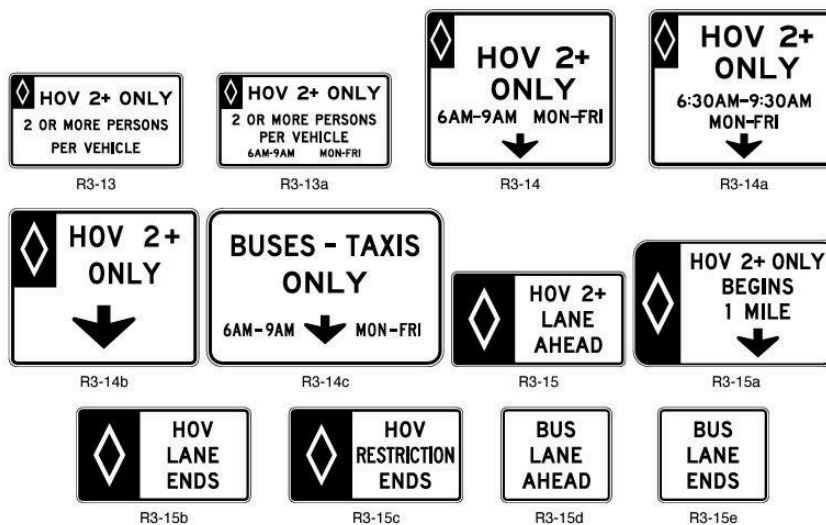 HOV 2+ ONLY
2 OR MORE PERSONS
PER VEHICLE
R3-13
HOV 2+ ONLY
2 OR MORE PERSONS
PER VEHICLE
6AM-9AM MON-FRI
R3-13a
HOV 2+
ONLY
6AM-9AM MON-FRI
R3-14
HOV 2+
ONLY
6:30AM-9:30AM
MON-FRI
R3-14a
HOV 2+
ONLY
R3-14b
BUSES - TAXIS
ONLY
6AM-9AM MON-FRI
R3-14c
HOV 2+
LANE
AHEAD
R3-15
HOV 2+ ONLY
BEGINS
1 MILE
R3-15a
HOV
LANE
ENDS
R3-15b
HOV
RESTRICTION
ENDS
R3-15c
BUS
LANE
AHEAD
R3-15d
BUS
LANE
ENDS
R3-15e